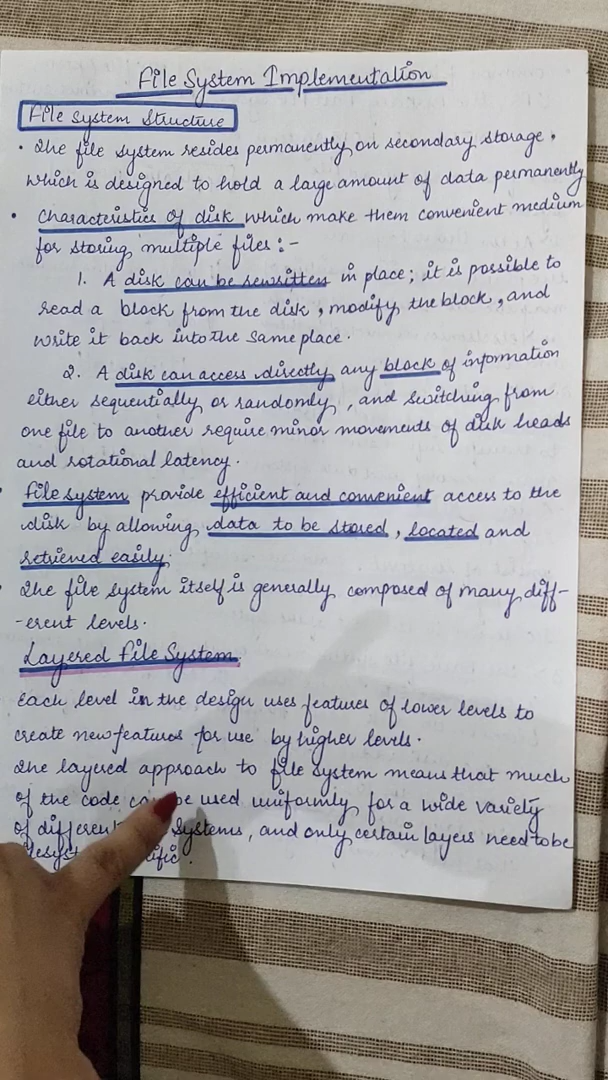 File System Implementation
File System Structure
• The file system resides permanently on secondary storage,
which is designed to hold a large amount of data permanently
• Characteristics of disk which make them convenient medium
for storing multiple files :-
1. A disk can be rewritten in place; it is possible to
read a block from the disk, modify the block, and
write it back into the same place.
2. A disk can access directly any block of information
either sequentially or randomly, and switching from
one file to another require minor movements of disk heads
and rotational latency.
• File system provide efficient and convenient access to the
disk by allowing data to be stored, located and
retrieved easily.
• The file system itself is generally composed of many diff-
-erent levels.
Layered File System
Each level in the design uses features of lower levels to
create new features for use by higher levels.
The layered approach to file system means that much
of the code can be used uniformly for a wide variety
of different systems, and only certain layers need to be